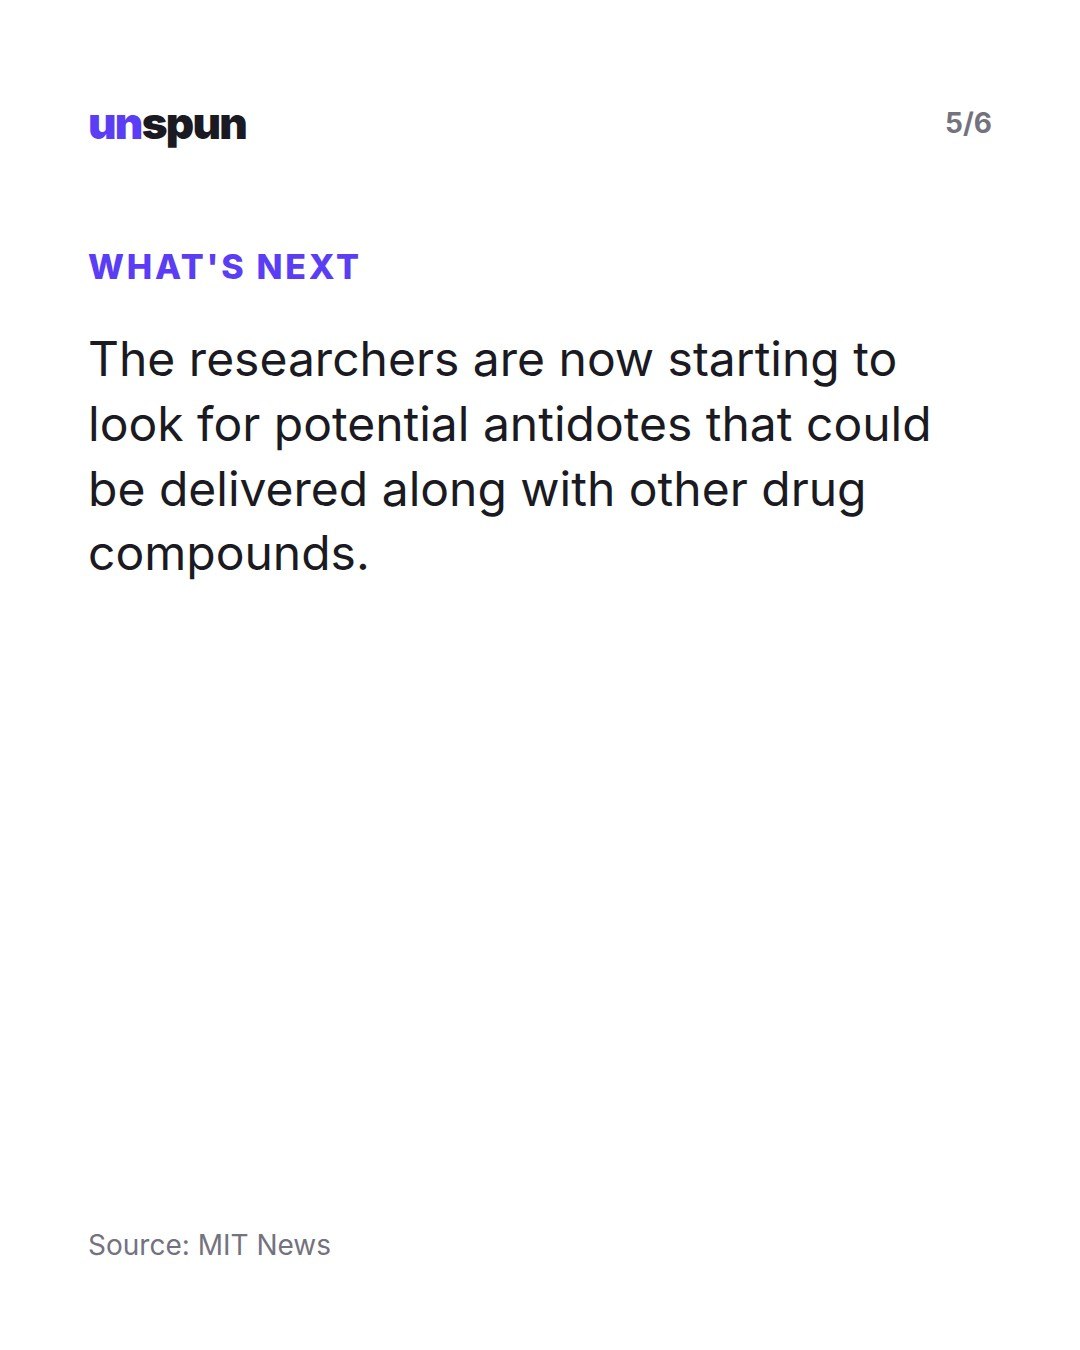 unspun
5/6
WHAT'S NEXT
The researchers are now starting to
look for potential antidotes that could
be delivered along with other drug
compounds.
Source: MIT News